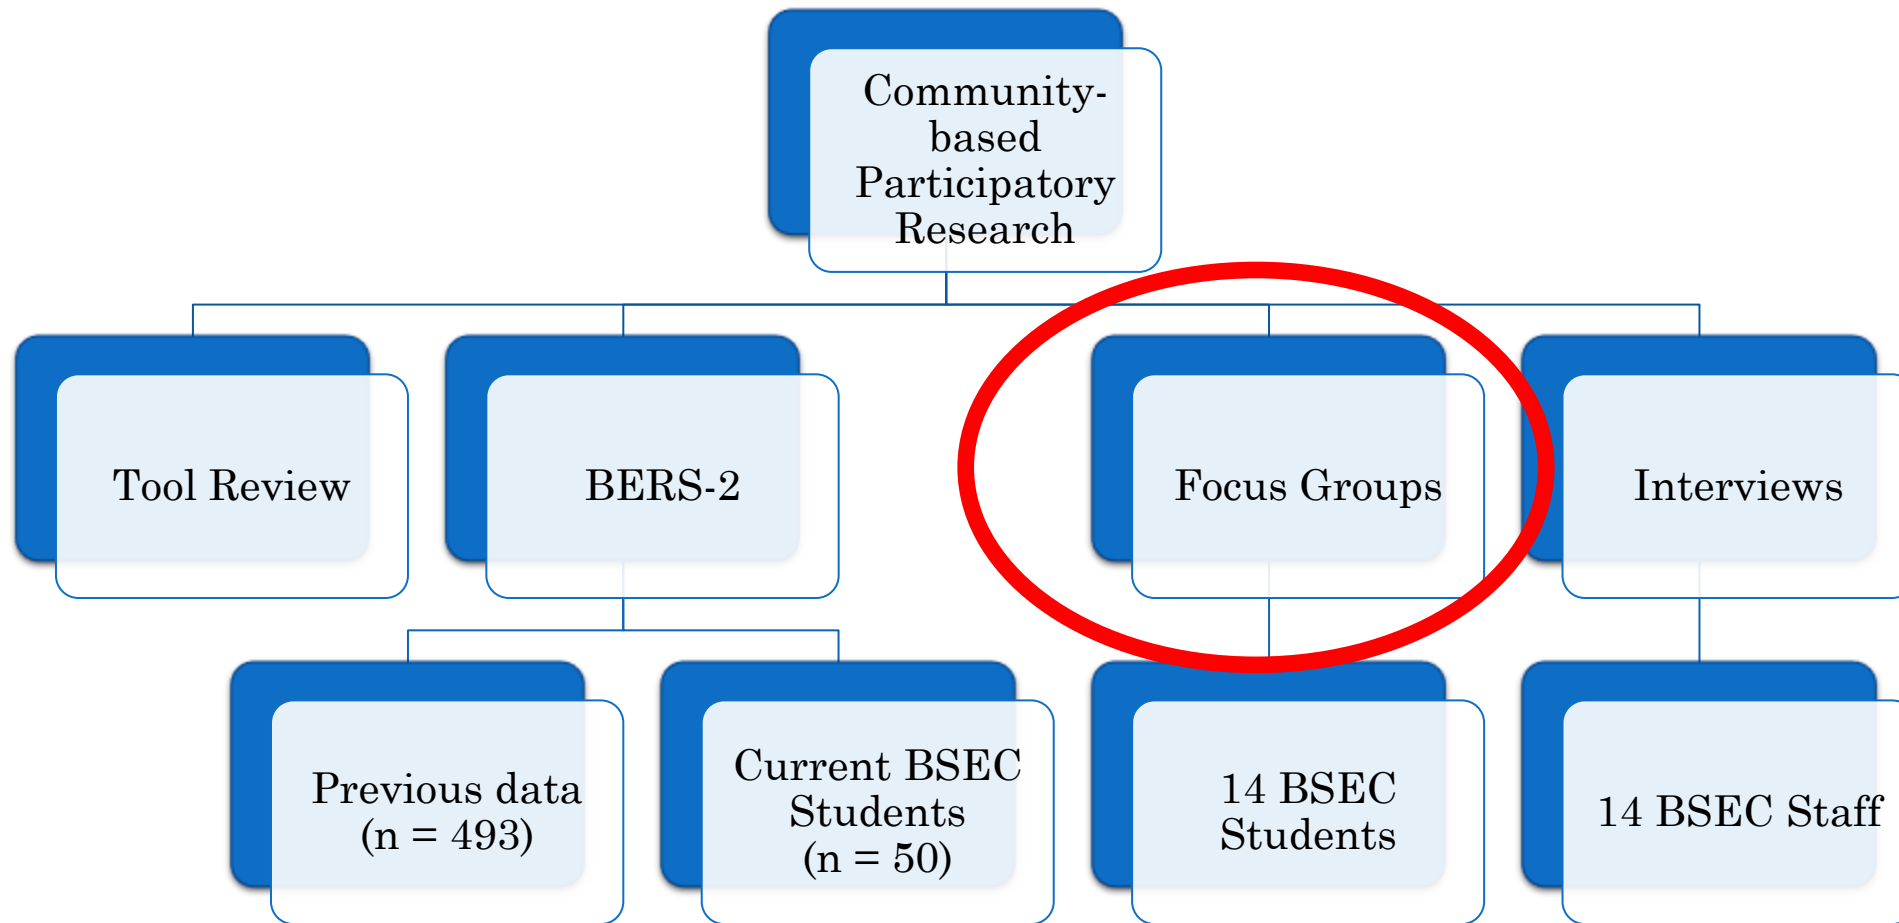 Community-
based
Participatory
Research
Tool Review
BERS-2
Focus Groups
Interviews
Previous data
(n = 493)
Current BSEC
Students
(n = 50)
14 BSEC
Students
14 BSEC Staff